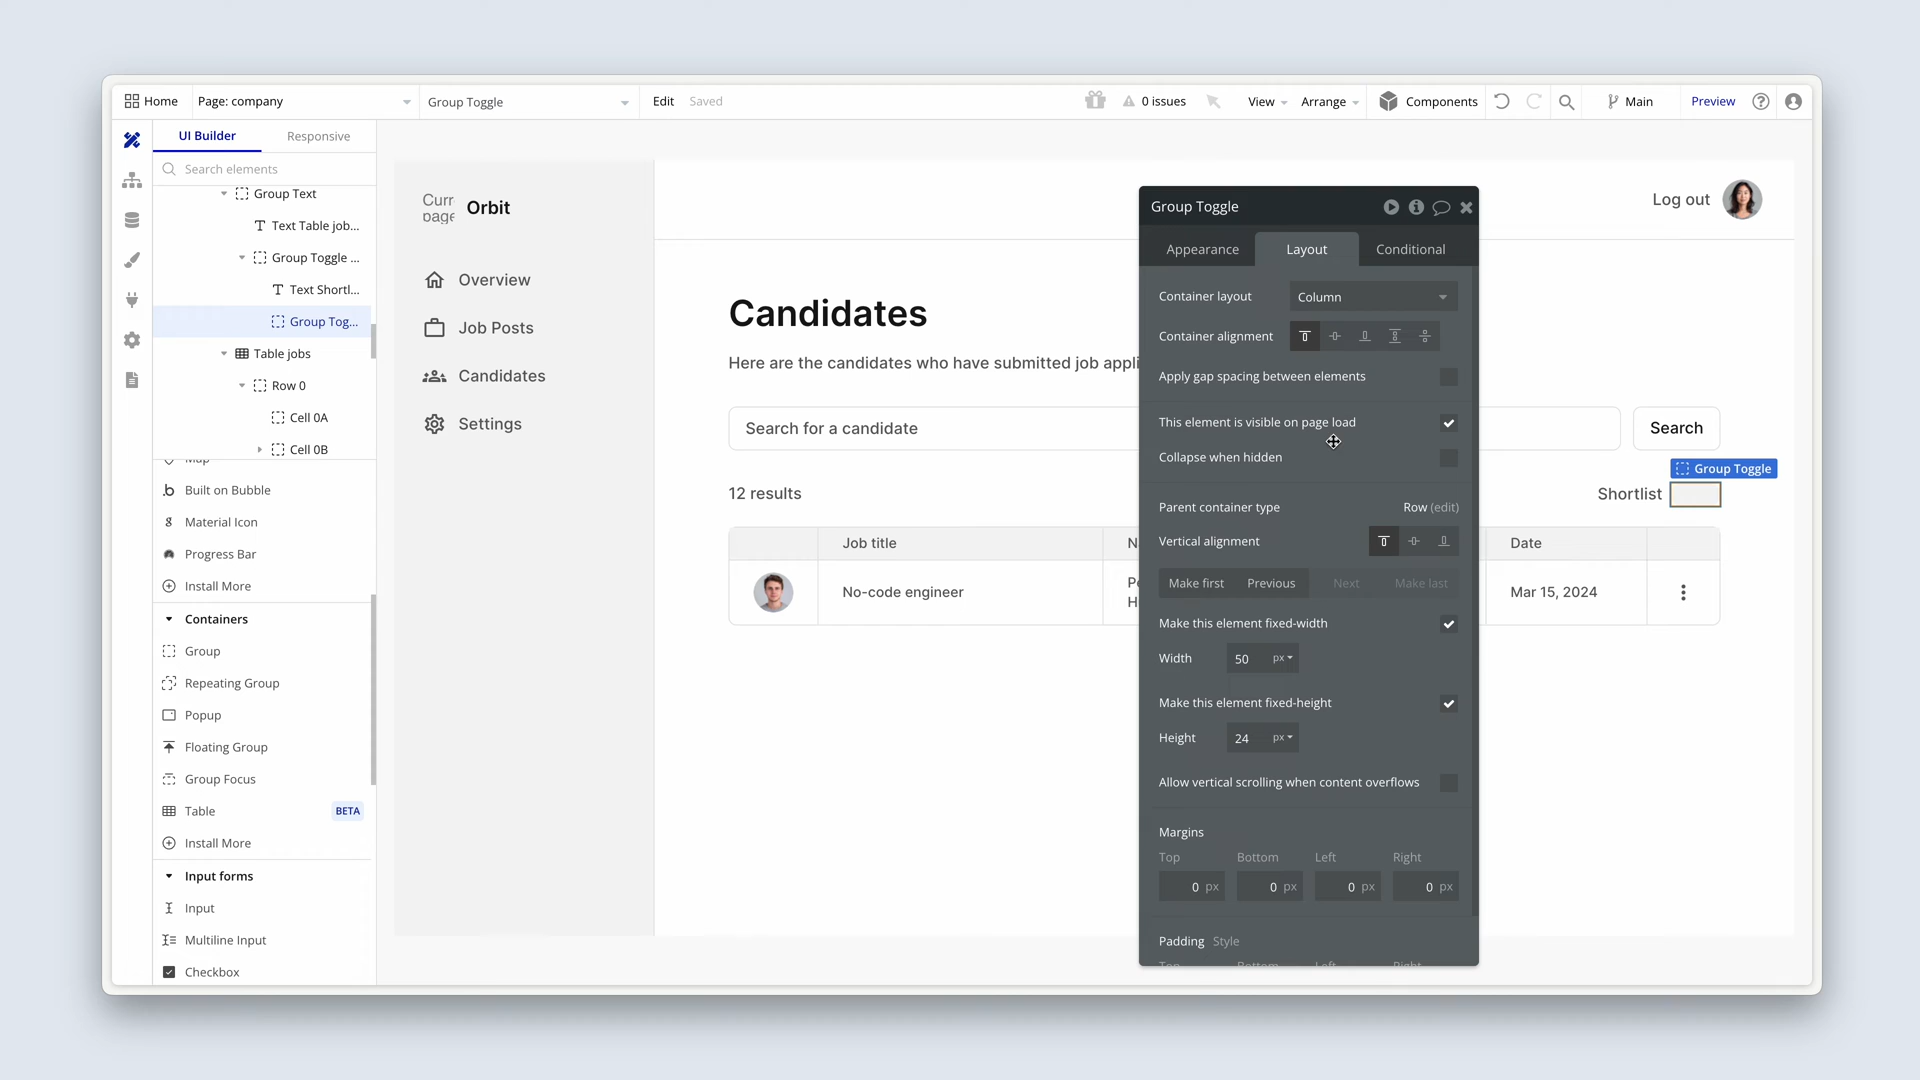 Home
Page: company
Group Toggle
Edit
Saved
0 issues
View
Arrange
Components
Main
Preview
UI Builder
Responsive
Search elements
Group Text
Text Table job...
Group Toggle ...
Text Shortl...
Group Tog...
Table jobs
Row 0
Cell 0A
Cell 0B
Map
Built on Bubble
Material Icon
Progress Bar
Install More
Containers
Group
Repeating Group
Popup
Floating Group
Group Focus
Table
BETA
Install More
Input forms
Input
Multiline Input
Checkbox
Curr
page
Orbit
Overview
Job Posts
Candidates
Settings
Log out
Candidates
Here are the candidates who have submitted job appli
Search for a candidate
Search
12 results
Shortlist
Group Toggle
Job title
N
Date
No-code engineer
Pe
H
Mar 15, 2024
Group Toggle
Appearance
Layout
Conditional
Container layout
Column
Container alignment
Apply gap spacing between elements
This element is visible on page load
Collapse when hidden
Parent container type
Row (edit)
Vertical alignment
Make first
Previous
Next
Make last
Make this element fixed-width
Width
50 px
Make this element fixed-height
Height
24 px
Allow vertical scrolling when content overflows
Margins
Top Bottom Left Right
0 px 0 px 0 px 0 px
Padding Style
Top Bottom Left Right